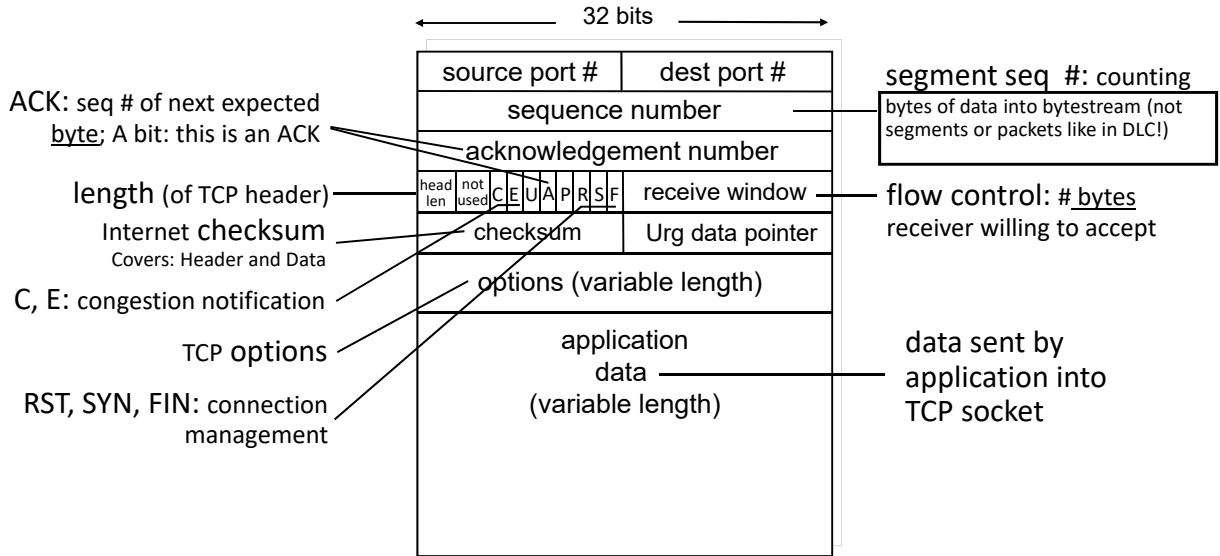 32 bits
source port #
dest port #
sequence number
acknowledgement number
head
len
not
used
C
E
U
A
P
R
S
F
receive window
checksum
Urg data pointer
options (variable length)
application
data
(variable length)
ACK: seq # of next expected
byte; A bit: this is an ACK
length (of TCP header)
Internet checksum
Covers: Header and Data
C, E: congestion notification
TCP options
RST, SYN, FIN: connection
management
segment seq #: counting
bytes of data into bytestream (not
segments or packets like in DLC!)
flow control: # bytes
receiver willing to accept
data sent by
application into
TCP socket